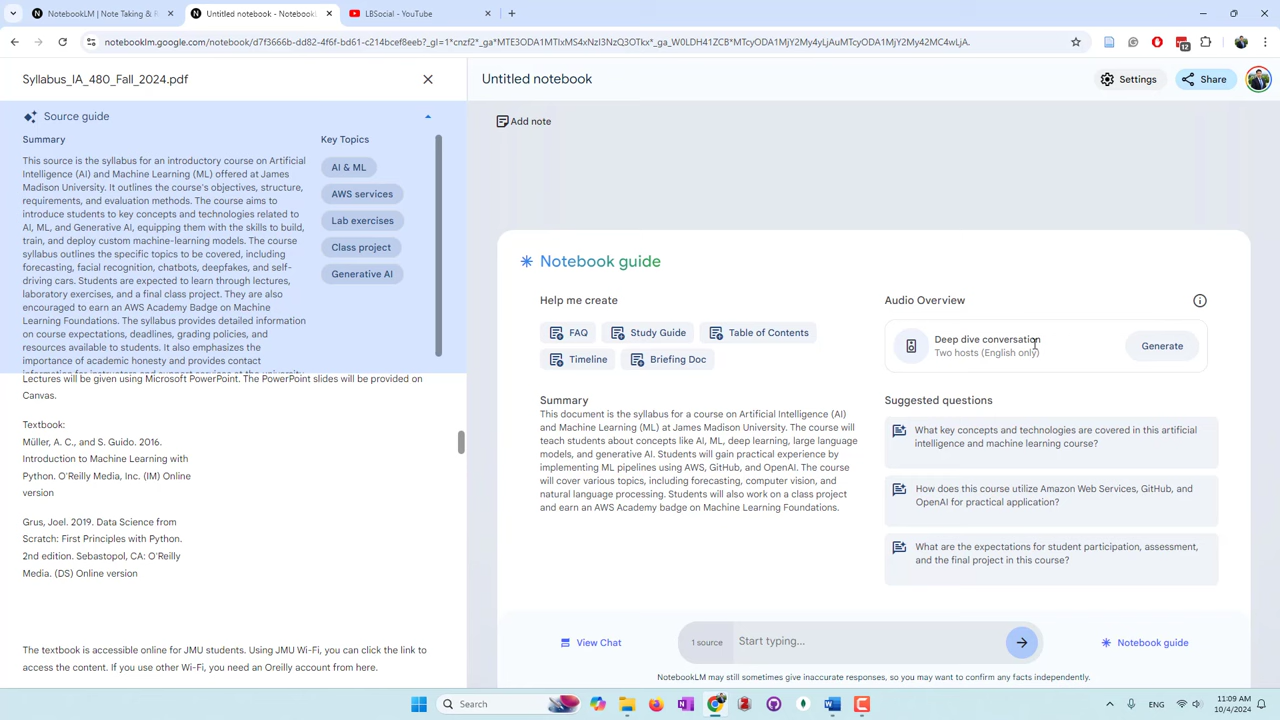 NotebookLM | Note Taking & R
Untitled notebook - NotebookL
LBSocial - YouTube
notebooklm.google.com/notebook/d7f3666b-dd82-4f6f-bd61-c214bcef8eeb?_gl=1*cnzf2*_ga*MTE3ODA1MTIxMS4xNzI3NzQ3OTkx*_ga_W0LDH41ZCB*MTcyODA1MjY2My4yLjAuMTcyODA1MjY2My42MC4wLjA.
12
Syllabus_IA_480_Fall_2024.pdf
Source guide
Summary
This source is the syllabus for an introductory course on Artificial
Intelligence (AI) and Machine Learning (ML) offered at James
Madison University. It outlines the course's objectives, structure,
requirements, and evaluation methods. The course aims to
introduce students to key concepts and technologies related to
AI, ML, and Generative AI, equipping them with the skills to build,
train, and deploy custom machine-learning models. The course
syllabus outlines the specific topics to be covered, including
forecasting, facial recognition, chatbots, deepfakes, and self-
driving cars. Students are expected to learn through lectures,
laboratory exercises, and a final class project. They are also
encouraged to earn an AWS Academy Badge on Machine
Learning Foundations. The syllabus provides detailed information
on course expectations, deadlines, grading policies, and
resources available to students. It also emphasizes the
importance of academic honesty and provides contact
information for instructors and support services at the university.
Key Topics
AI & ML
AWS services
Lab exercises
Class project
Generative AI
Lectures will be given using Microsoft PowerPoint. The PowerPoint slides will be provided on
Canvas.
Textbook:
Müller, A. C., and S. Guido. 2016.
Introduction to Machine Learning with
Python. O'Reilly Media, Inc. (IM) Online
version
Grus, Joel. 2019. Data Science from
Scratch: First Principles with Python.
2nd edition. Sebastopol, CA: O'Reilly
Media. (DS) Online version
The textbook is accessible online for JMU students. Using JMU Wi-Fi, you can click the link to
access the content. If you use other Wi-Fi, you need an Oreilly account from here.
Untitled notebook
Settings
Share
Add note
Notebook guide
Help me create
FAQ
Study Guide
Table of Contents
Timeline
Briefing Doc
Summary
This document is the syllabus for a course on Artificial Intelligence (AI)
and Machine Learning (ML) at James Madison University. The course will
teach students about concepts like AI, ML, deep learning, large language
models, and generative AI. Students will gain practical experience by
implementing ML pipelines using AWS, GitHub, and OpenAI. The course
will cover various topics, including forecasting, computer vision, and
natural language processing. Students will also work on a class project
and earn an AWS Academy badge on Machine Learning Foundations.
Audio Overview
Deep dive conversation
Two hosts (English only)
Generate
Suggested questions
What key concepts and technologies are covered in this artificial
intelligence and machine learning course?
How does this course utilize Amazon Web Services, GitHub, and
OpenAI for practical application?
What are the expectations for student participation, assessment,
and the final project in this course?
View Chat
1 source
Start typing...
Notebook guide
NotebookLM may still sometimes give inaccurate responses, so you may want to confirm any facts independently.
Search
ENG
11:09 AM
10/4/2024